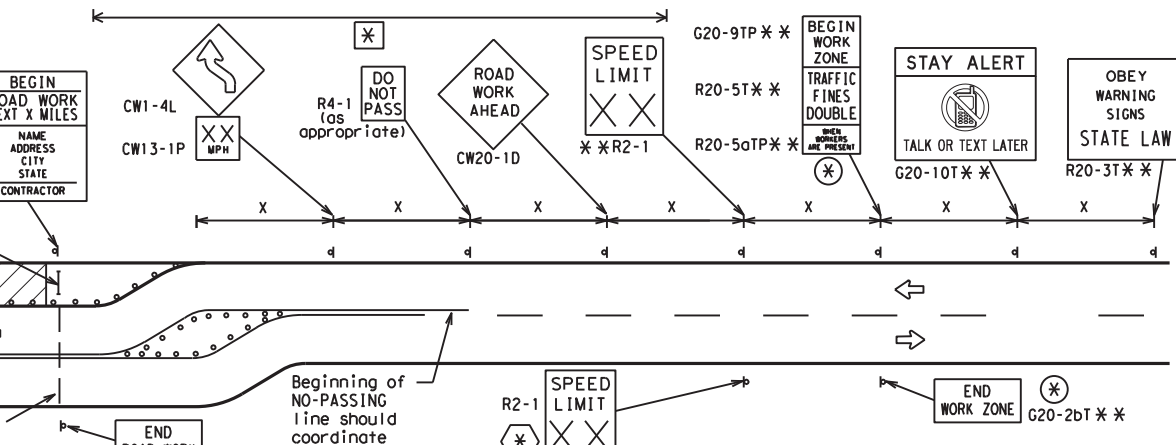 BEGIN
ROAD WORK
NEXT X MILES
NAME
ADDRESS
CITY
STATE
CONTRACTOR
CW1-4L
XX
MPH
CW13-1P
*
DO
NOT
PASS
R4-1
(as
appropriate)
ROAD
WORK
AHEAD
CW20-1D
SPEED
LIMIT
X X
* * R2-1
G20-9TP * *
BEGIN
WORK
ZONE
R20-5T * *
TRAFFIC
FINES
DOUBLE
R20-5aTP * *
WHEN
WORKERS
ARE PRESENT
*
STAY ALERT
TALK OR TEXT LATER
G20-10T * *
OBEY
WARNING
SIGNS
STATE LAW
R20-3T * *
X
X
X
X
X
X
X
Beginning of
NO-PASSING
line should
coordinate
R2-1
*
SPEED
LIMIT
X X
END
WORK ZONE
*
G20-2bT * *
END
ROAD WORK